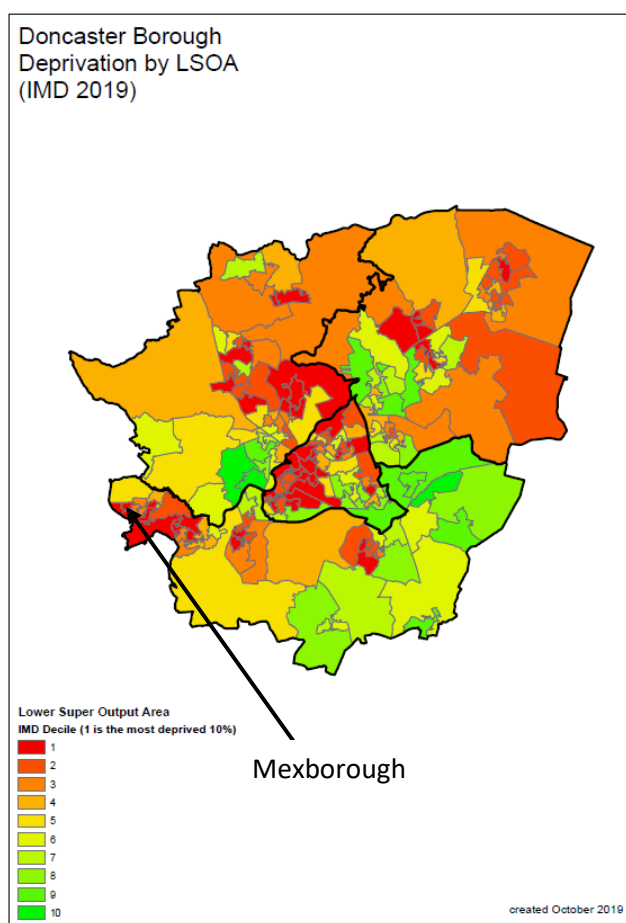 Doncaster Borough
Deprivation by LSOA
(IMD 2019)
Mexborough
Lower Super Output Area
IMD Decile (1 is the most deprived 10%)
1
2
3
4
5
6
7
8
9
10
created October 2019